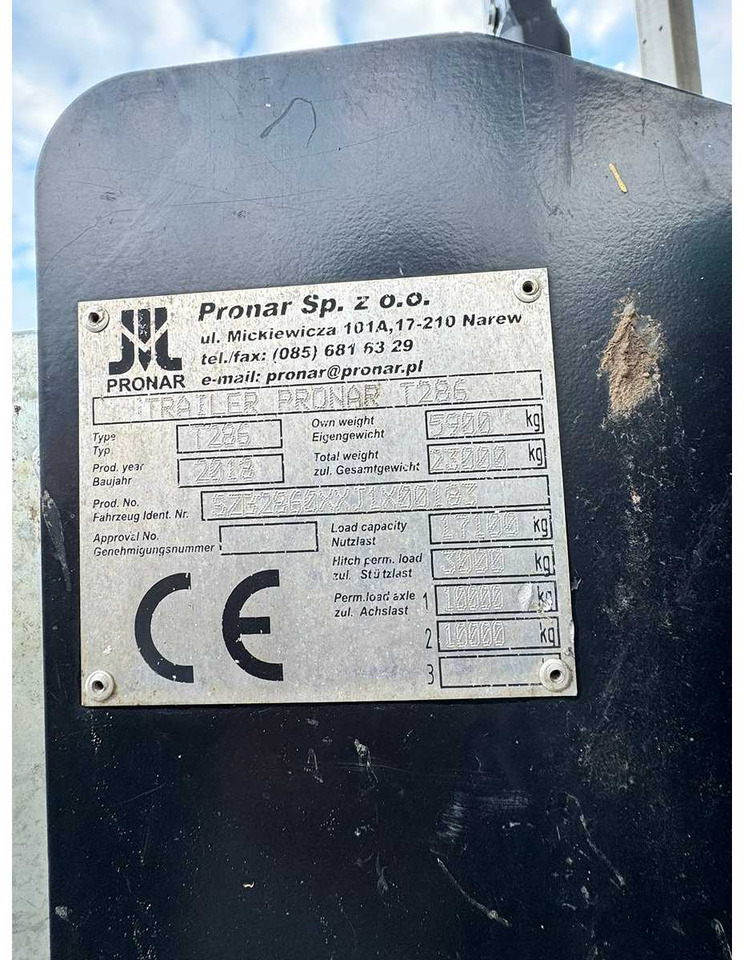 PRONAR
Pronar Sp. z o.o.
ul. Mickiewicza 101A,17-210 Narew
tel./fax: (085) 681 63 29
e-mail: pronar@pronar.pl
TRAILER PRONAR T286
Type
Typ
T286
Own weight
Eigengewicht
5900 kg
Prod. year
Baujahr
2018
Total weight
zul. Gesamtgewicht
23000 kg
Prod. No.
Fahrzeug Ident. Nr.
SZB2860XXJ1X00183
Approval No.
Genehmigungsnummer
Load capacity
Nutzlast
17100 kg
Hitch perm. load
zul. Stützlast
3000 kg
Perm.load axle
zul. Achslast
1 10000 kg
2 10000 kg
3
CE